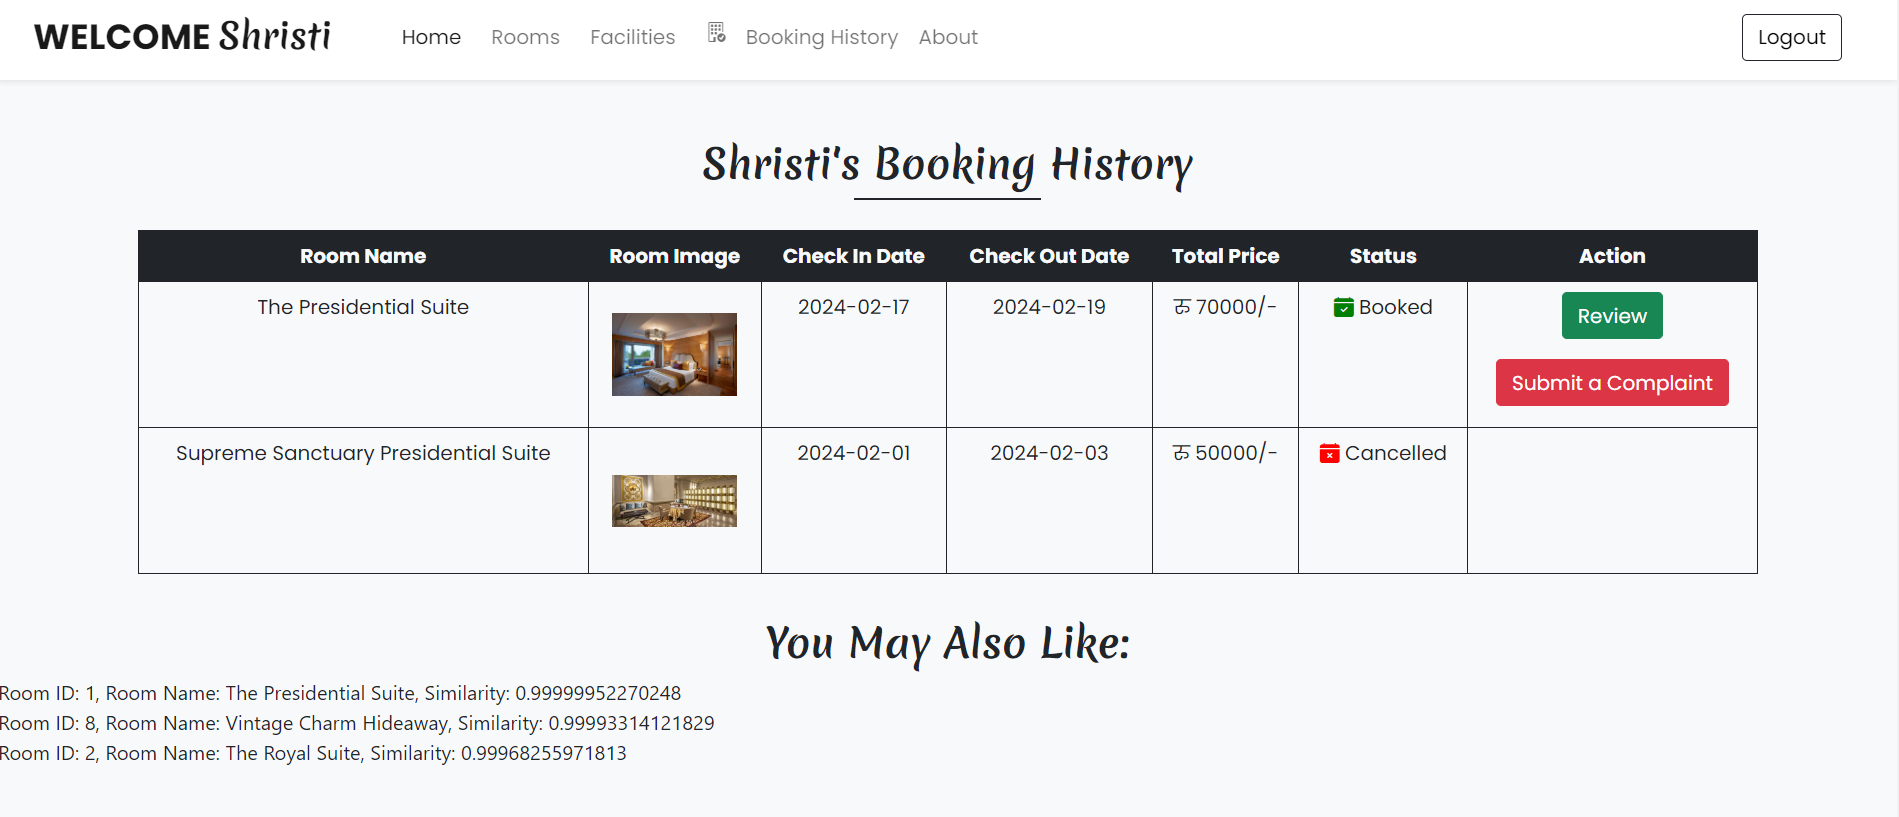 WELCOME Shristi Home Rooms Facilities Booking History About Logout
Shristi's Booking History
Room Name Room Image Check In Date Check Out Date Total Price Status Action
The Presidential Suite 2024-02-17 2024-02-19 रु 70000/- Booked Review
Submit a Complaint
Supreme Sanctuary Presidential Suite 2024-02-01 2024-02-03 रु 50000/- Cancelled
You May Also Like:
Room ID: 1, Room Name: The Presidential Suite, Similarity: 0.99999952270248
Room ID: 8, Room Name: Vintage Charm Hideaway, Similarity: 0.99993314121829
Room ID: 2, Room Name: The Royal Suite, Similarity: 0.99968255971813